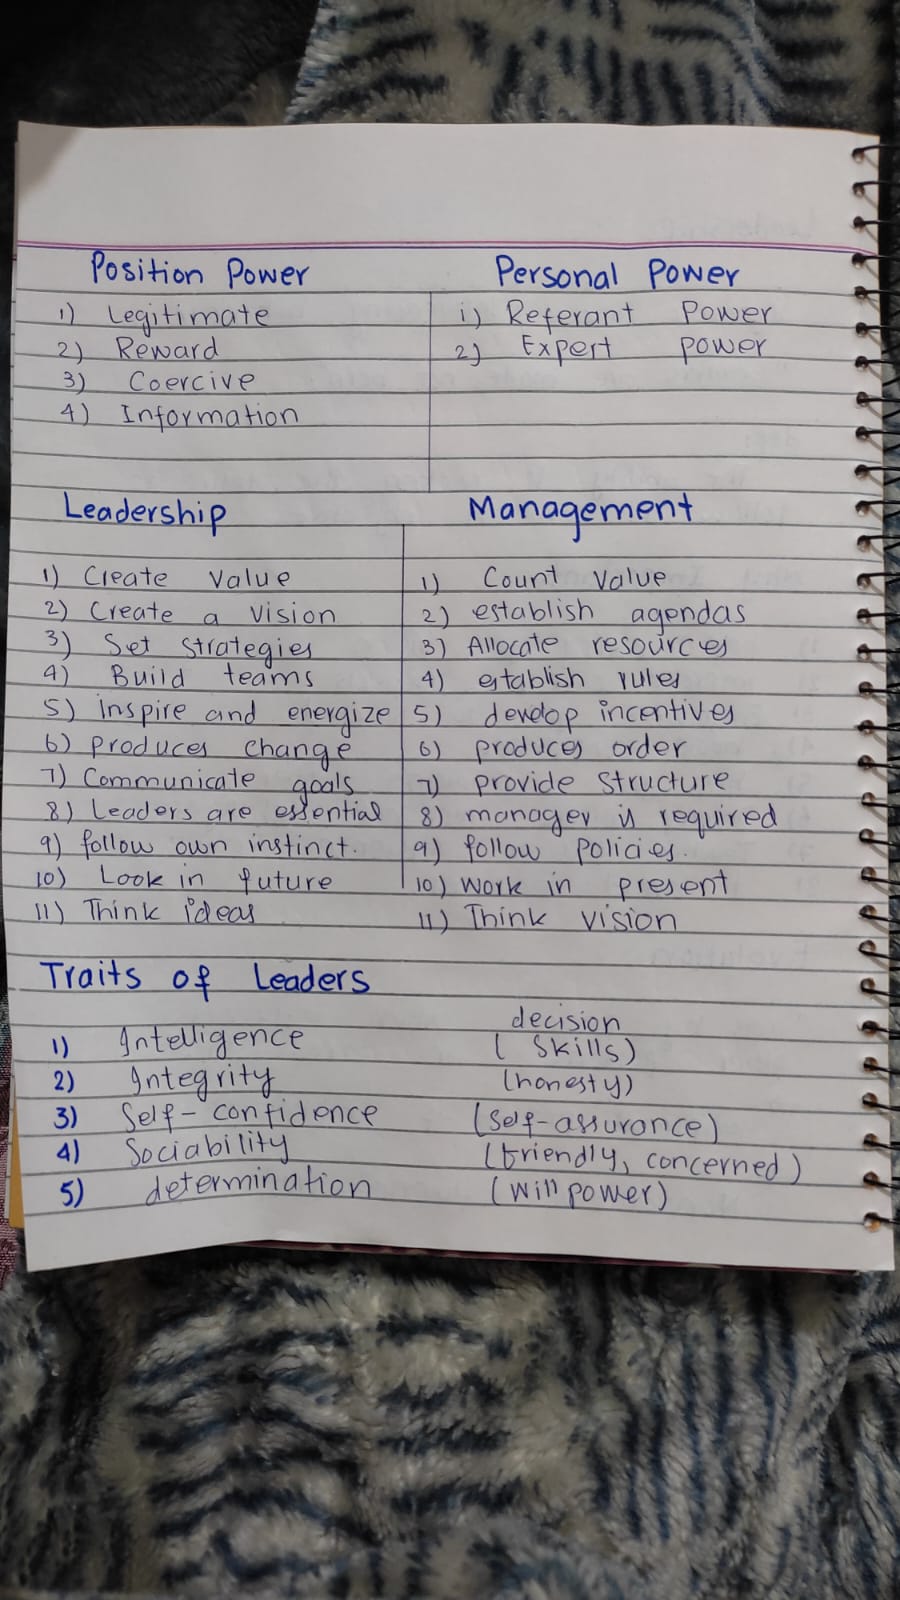 Position Power Personal Power
1) Legitimate i) Referant Power
2) Reward 2) Expert power
3) Coercive
4) Information
Leadership Management
1) Create value 1) Count value
2) Create a vision 2) establish agendas
3) Set strategies 3) Allocate resources
4) Build teams 4) establish rules
5) inspire and energize 5) develop incentives
6) produces change 6) produces order
7) Communicate goals 7) provide structure
8) Leaders are essential 8) manager is required
9) follow own instinct. 9) follow policies.
10) Look in future 10) work in present
11) Think ideas 11) Think vision
Traits of Leaders
decision
1) Intelligence ( skills)
2) Integrity (honesty)
3) Self-confidence (self-assurance)
4) Sociability (friendly, concerned)
5) determination (will power)